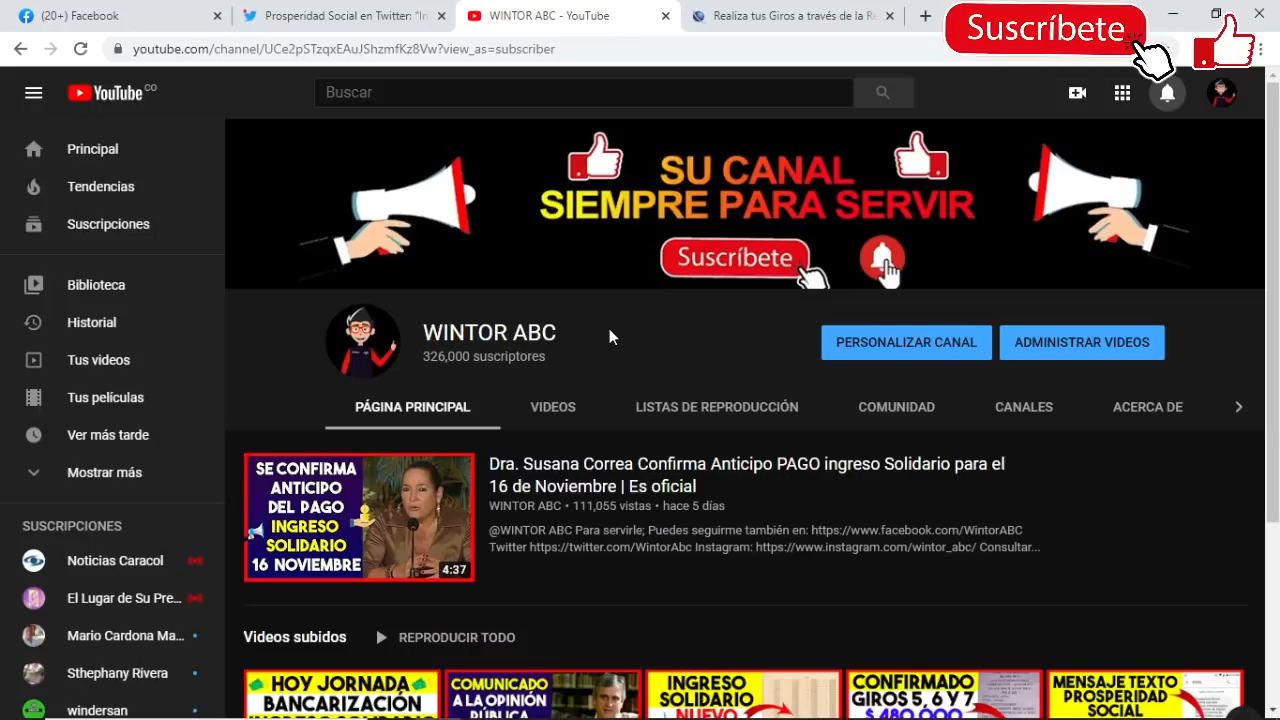 (20+) Facebook
Prosperidad Social en Twitter: "I
WINTOR ABC - YouTube
Realiza tus Giros a través de la Re
Suscríbete
youtube.com/channel/UCe2pSTzqxEAuJShzmfKz8Vw?view_as=subscriber
YouTube CO
Buscar
Principal
Tendencias
Suscripciones
Biblioteca
Historial
Tus videos
Tus películas
Ver más tarde
Mostrar más
SUSCRIPCIONES
Noticias Caracol
El Lugar de Su Pre...
Mario Cardona Ma...
Sthephany Rivera
windersan
SU CANAL
SIEMPRE PARA SERVIR
Suscríbete
WINTOR ABC
326,000 suscriptores
PERSONALIZAR CANAL
ADMINISTRAR VIDEOS
PÁGINA PRINCIPAL
VIDEOS
LISTAS DE REPRODUCCIÓN
COMUNIDAD
CANALES
ACERCA DE
SE CONFIRMA
ANTICIPO
DEL PAGO
INGRESO
SOLIDARIO
16 NOVIEMBRE
4:37
Dra. Susana Correa Confirma Anticipo PAGO ingreso Solidario para el
16 de Noviembre | Es oficial
WINTOR ABC • 111,055 vistas • hace 5 días
@WINTOR ABC Para servirle; Puedes seguirme también en: https://www.facebook.com/WintorABC
Twitter https://twitter.com/WintorAbc Instagram: https://www.instagram.com/wintor_abc/ Consultar...
Videos subidos
REPRODUCIR TODO
HOY JORNADA
BANCARIZACIÓN
COMUNICADO
A LA OPINIÓN
INGRESO
SOLIDARIO
NUEVO
CONFIRMADO
GIROS 5, 6 Y 7
$ 480.000
MENSAJE TEXTO
PROSPERIDAD
SOCIAL